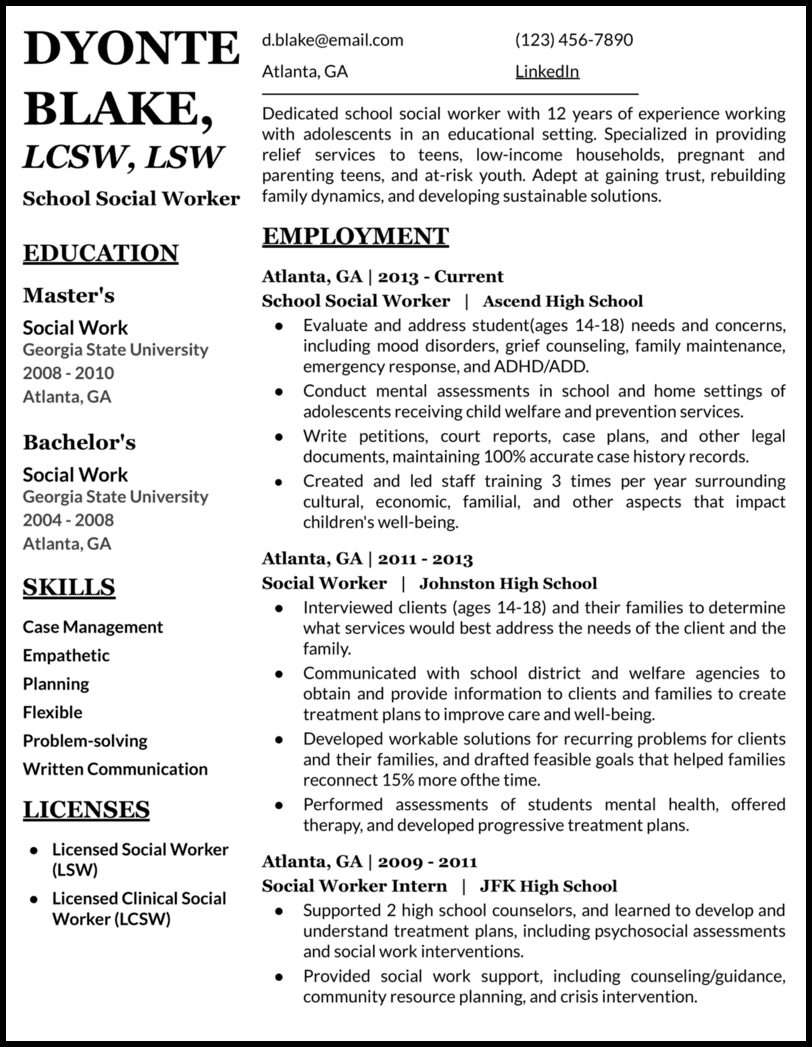 DYONTE
BLAKE,
LCSW, LSW
School Social Worker
EDUCATION
Master's
Social Work
Georgia State University
2008 - 2010
Atlanta, GA
Bachelor's
Social Work
Georgia State University
2004 - 2008
Atlanta, GA
SKILLS
Case Management
Empathetic
Planning
Flexible
Problem-solving
Written Communication
LICENSES
● Licensed Social Worker
(LSW)
● Licensed Clinical Social
Worker (LCSW)
d.blake@email.com (123) 456-7890
Atlanta, GA LinkedIn
Dedicated school social worker with 12 years of experience working
with adolescents in an educational setting. Specialized in providing
relief services to teens, low-income households, pregnant and
parenting teens, and at-risk youth. Adept at gaining trust, rebuilding
family dynamics, and developing sustainable solutions.
EMPLOYMENT
Atlanta, GA | 2013 - Current
School Social Worker | Ascend High School
● Evaluate and address student(ages 14-18) needs and concerns,
including mood disorders, grief counseling, family maintenance,
emergency response, and ADHD/ADD.
● Conduct mental assessments in school and home settings of
adolescents receiving child welfare and prevention services.
● Write petitions, court reports, case plans, and other legal
documents, maintaining 100% accurate case history records.
● Created and led staff training 3 times per year surrounding
cultural, economic, familial, and other aspects that impact
children's well-being.
Atlanta, GA | 2011 - 2013
Social Worker | Johnston High School
● Interviewed clients (ages 14-18) and their families to determine
what services would best address the needs of the client and the
family.
● Communicated with school district and welfare agencies to
obtain and provide information to clients and families to create
treatment plans to improve care and well-being.
● Developed workable solutions for recurring problems for clients
and their families, and drafted feasible goals that helped families
reconnect 15% more ofthe time.
● Performed assessments of students mental health, offered
therapy, and developed progressive treatment plans.
Atlanta, GA | 2009 - 2011
Social Worker Intern | JFK High School
● Supported 2 high school counselors, and learned to develop and
understand treatment plans, including psychosocial assessments
and social work interventions.
● Provided social work support, including counseling/guidance,
community resource planning, and crisis intervention.